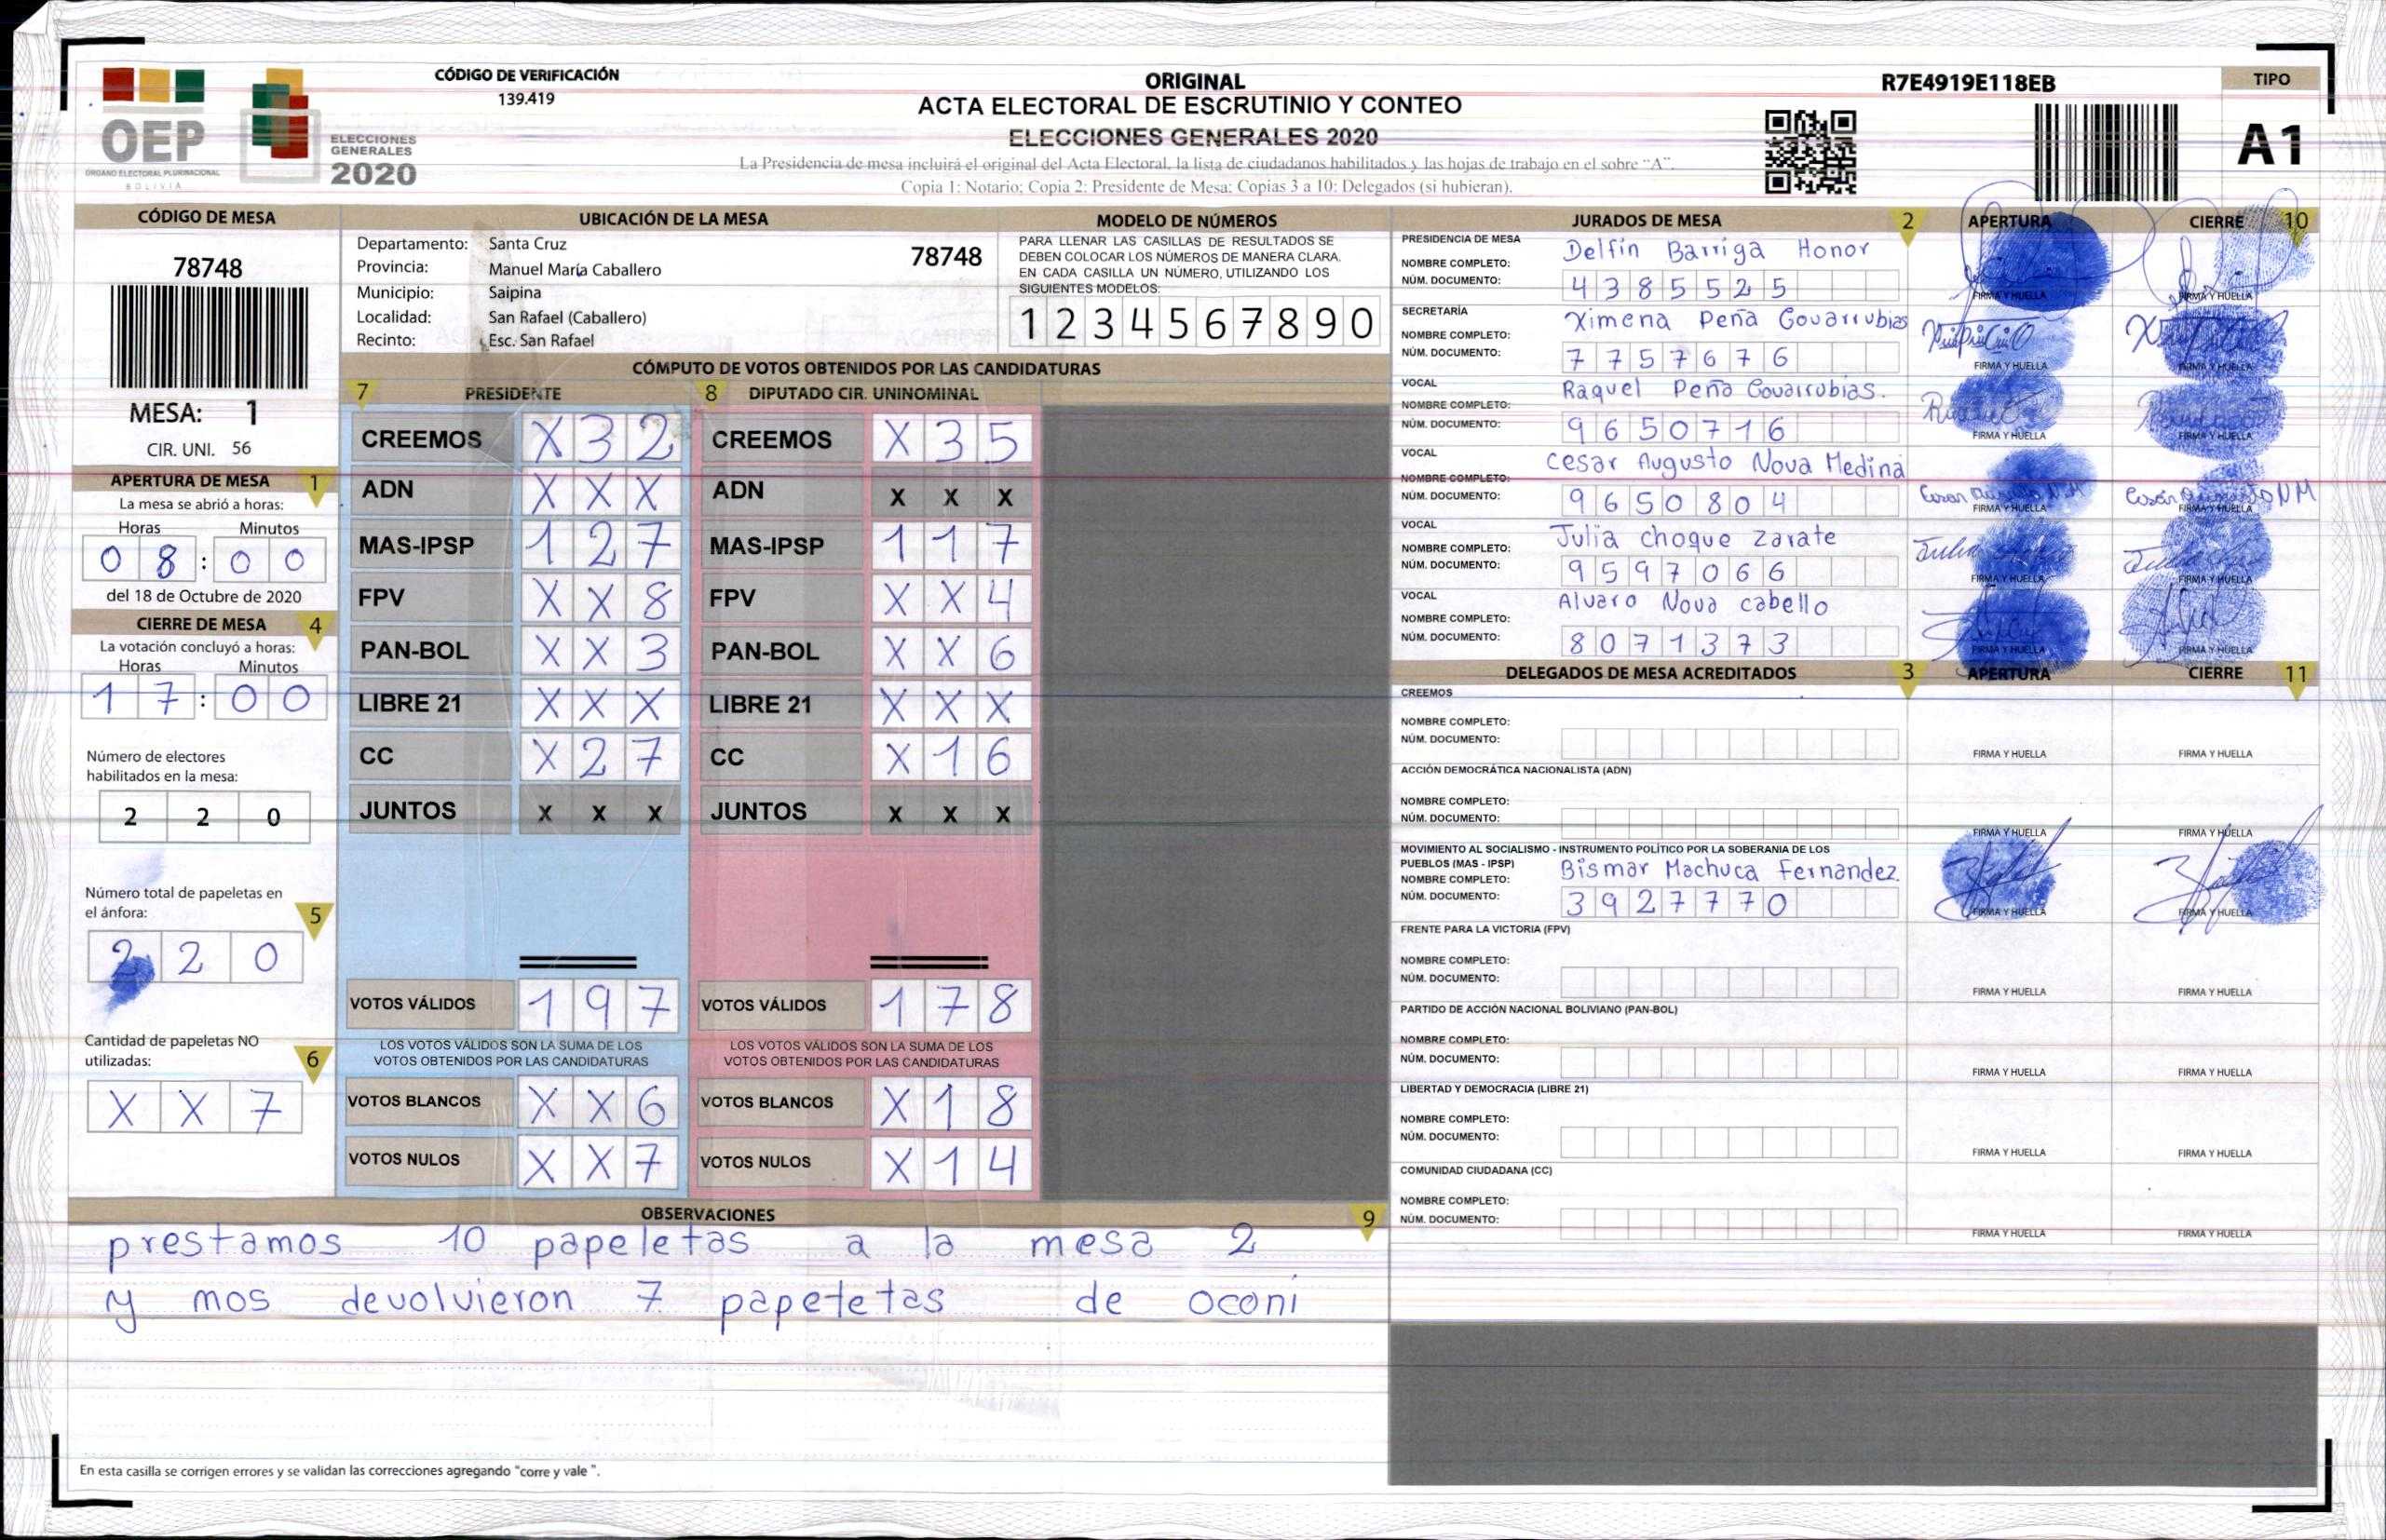 CÓDIGO DE VERIFICACIÓN
139.419
OEP
ÓRGANO ELECTORAL PLURINACIONAL
BOLIVIA
ELECCIONES
GENERALES
2020
ORIGINAL
ACTA ELECTORAL DE ESCRUTINIO Y CONTEO
ELECCIONES GENERALES 2020
La Presidencia de mesa incluirá el original del Acta Electoral, la lista de ciudadanos habilitados y las hojas de trabajo en el sobre "A".
Copia 1: Notario; Copia 2: Presidente de Mesa; Copias 3 a 10: Delegados (si hubieran).
R7E4919E118EB
TIPO
A1
CÓDIGO DE MESA
78748
MESA: 1
CIR. UNI. 56
APERTURA DE MESA 1
La mesa se abrió a horas:
Horas Minutos
0 8 : 0 0
del 18 de Octubre de 2020
CIERRE DE MESA 4
La votación concluyó a horas:
Horas Minutos
1 7 : 0 0
Número de electores
habilitados en la mesa:
2 2 0
Número total de papeletas en
el ánfora: 5
2 2 0
Cantidad de papeletas NO
utilizadas: 6
X X 7
UBICACIÓN DE LA MESA
Departamento: Santa Cruz 78748
Provincia: Manuel María Caballero
Municipio: Saipina
Localidad: San Rafael (Caballero)
Recinto: Esc. San Rafael
MODELO DE NÚMEROS
PARA LLENAR LAS CASILLAS DE RESULTADOS SE
DEBEN COLOCAR LOS NÚMEROS DE MANERA CLARA.
EN CADA CASILLA UN NÚMERO, UTILIZANDO LOS
SIGUIENTES MODELOS:
1 2 3 4 5 6 7 8 9 0
CÓMPUTO DE VOTOS OBTENIDOS POR LAS CANDIDATURAS
7 PRESIDENTE 8 DIPUTADO CIR. UNINOMINAL
CREEMOS X 3 2 CREEMOS X 3 5
ADN X X X ADN X X X
MAS-IPSP 1 2 7 MAS-IPSP 1 1 7
FPV X X 8 FPV X X 4
PAN-BOL X X 3 PAN-BOL X X 6
LIBRE 21 X X X LIBRE 21 X X X
CC X 2 7 CC X 1 6
JUNTOS X X X JUNTOS X X X
VOTOS VÁLIDOS 1 9 7 VOTOS VÁLIDOS 1 7 8
LOS VOTOS VÁLIDOS SON LA SUMA DE LOS LOS VOTOS VÁLIDOS SON LA SUMA DE LOS
VOTOS OBTENIDOS POR LAS CANDIDATURAS VOTOS OBTENIDOS POR LAS CANDIDATURAS
VOTOS BLANCOS X X 6 VOTOS BLANCOS X 1 8
VOTOS NULOS X X 7 VOTOS NULOS X 1 4
OBSERVACIONES 9
prestamos 10 papeletas a la mesa 2
y mos devolvieron 7 papeletas de oconi
En esta casilla se corrigen errores y se validan las correcciones agregando "corre y vale ".
JURADOS DE MESA 2 APERTURA CIERRE 10
PRESIDENCIA DE MESA
NOMBRE COMPLETO: Delfín Barriga Honor
NÚM. DOCUMENTO: 4 3 8 5 5 2 5
FIRMA Y HUELLA FIRMA Y HUELLA
SECRETARÍA
NOMBRE COMPLETO: Ximena Peña Covarrubias
NÚM. DOCUMENTO: 7 7 5 7 6 7 6
FIRMA Y HUELLA FIRMA Y HUELLA
VOCAL
NOMBRE COMPLETO: Raquel Peña Covarrubias.
NÚM. DOCUMENTO: 9 6 5 0 7 1 6
FIRMA Y HUELLA FIRMA Y HUELLA
VOCAL
NOMBRE COMPLETO: Cesar Augusto Nova Medina
NÚM. DOCUMENTO: 9 6 5 0 8 0 4
FIRMA Y HUELLA FIRMA Y HUELLA
VOCAL
NOMBRE COMPLETO: Julia choque zarate
NÚM. DOCUMENTO: 9 5 9 7 0 6 6
FIRMA Y HUELLA FIRMA Y HUELLA
VOCAL
NOMBRE COMPLETO: Alvaro Nova cabello
NÚM. DOCUMENTO: 8 0 7 1 3 7 3
FIRMA Y HUELLA FIRMA Y HUELLA
DELEGADOS DE MESA ACREDITADOS 3 APERTURA CIERRE 11
CREEMOS
NOMBRE COMPLETO:
NÚM. DOCUMENTO:
FIRMA Y HUELLA FIRMA Y HUELLA
ACCIÓN DEMOCRÁTICA NACIONALISTA (ADN)
NOMBRE COMPLETO:
NÚM. DOCUMENTO:
FIRMA Y HUELLA FIRMA Y HUELLA
MOVIMIENTO AL SOCIALISMO - INSTRUMENTO POLÍTICO POR LA SOBERANIA DE LOS
PUEBLOS (MAS - IPSP)
NOMBRE COMPLETO: Bismar Machuca Fernandez.
NÚM. DOCUMENTO: 3 9 2 7 7 7 0
FIRMA Y HUELLA FIRMA Y HUELLA
FRENTE PARA LA VICTORIA (FPV)
NOMBRE COMPLETO:
NÚM. DOCUMENTO:
FIRMA Y HUELLA FIRMA Y HUELLA
PARTIDO DE ACCIÓN NACIONAL BOLIVIANO (PAN-BOL)
NOMBRE COMPLETO:
NÚM. DOCUMENTO:
FIRMA Y HUELLA FIRMA Y HUELLA
LIBERTAD Y DEMOCRACIA (LIBRE 21)
NOMBRE COMPLETO:
NÚM. DOCUMENTO:
FIRMA Y HUELLA FIRMA Y HUELLA
COMUNIDAD CIUDADANA (CC)
NOMBRE COMPLETO:
NÚM. DOCUMENTO:
FIRMA Y HUELLA FIRMA Y HUELLA